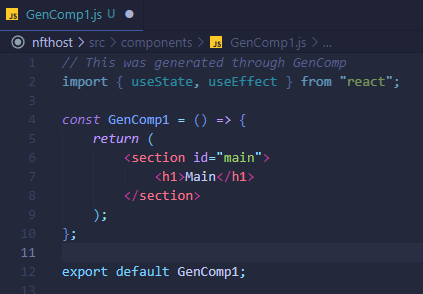 JS GenComp1.js U
nfthost > src > components > JS GenComp1.js > ...
1 // This was generated through GenComp
2 import { useState, useEffect } from "react";
3
4 const GenComp1 = () => {
5     return (
6         <section id="main">
7             <h1>Main</h1>
8         </section>
9     );
10 };
11
12 export default GenComp1;